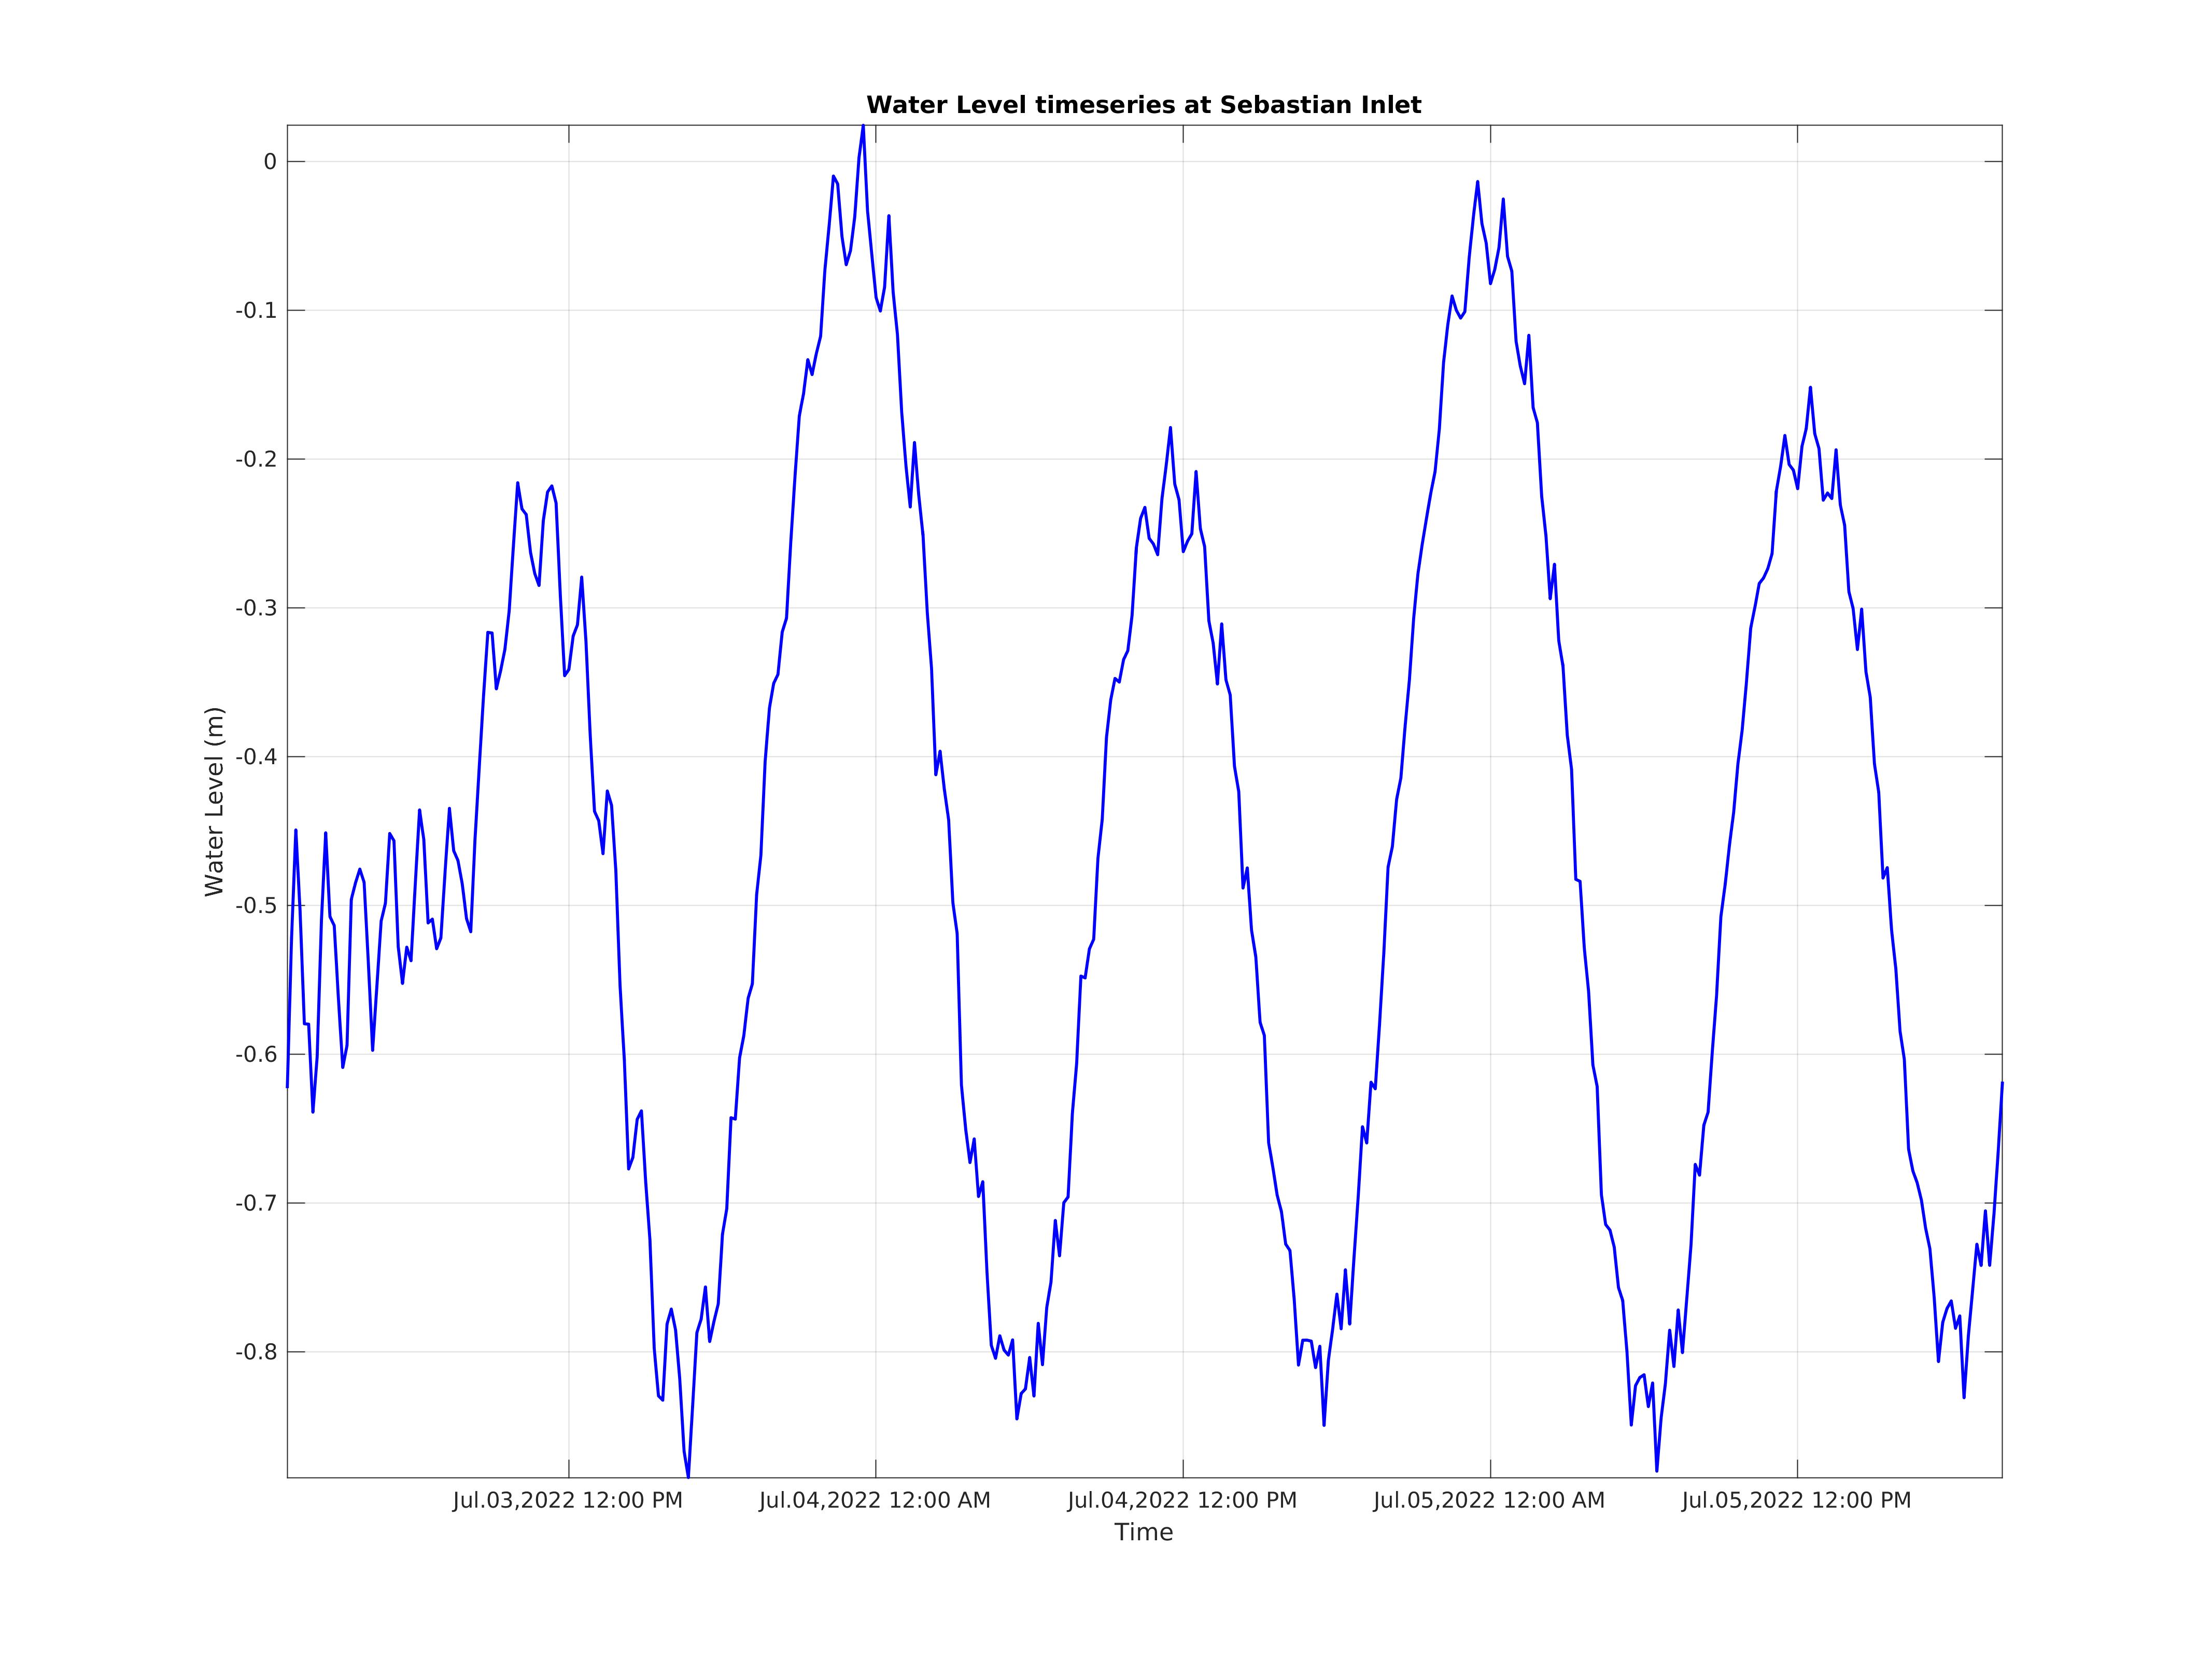 Water Level timeseries at Sebastian Inlet
0
-0.1
-0.2
-0.3
-0.4
-0.5
-0.6
-0.7
-0.8
Water Level (m)
Jul.03,2022 12:00 PM
Jul.04,2022 12:00 AM
Jul.04,2022 12:00 PM
Jul.05,2022 12:00 AM
Jul.05,2022 12:00 PM
Time